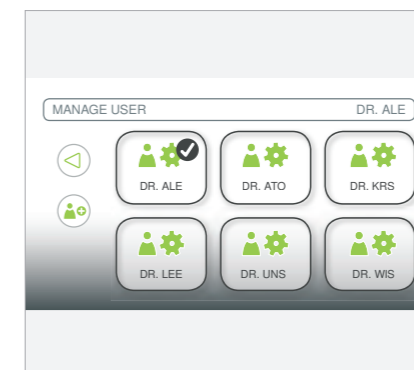 MANAGE USER DR. ALE
DR. ALE DR. ATO DR. KRS
DR. LEE DR. UNS DR. WIS